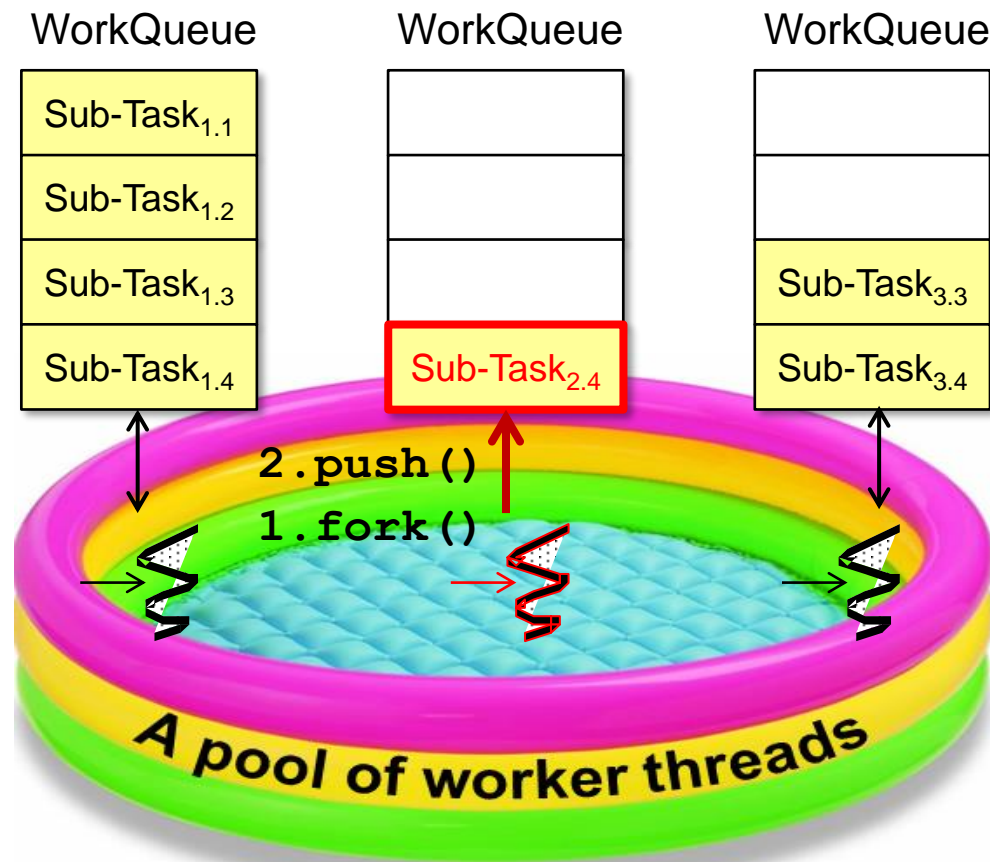 WorkQueue WorkQueue WorkQueue
Sub-Task1.1
Sub-Task1.2
Sub-Task1.3 Sub-Task3.3
Sub-Task1.4 Sub-Task2.4 Sub-Task3.4
2.push()
1.fork()
A pool of worker threads